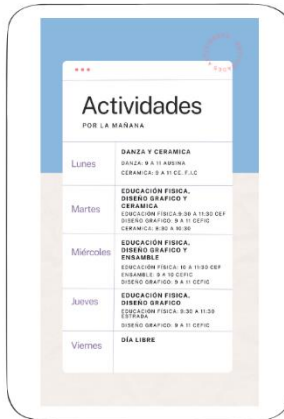 Actividades
POR LA MAÑANA
Lunes
DANZA Y CERAMICA
DANZA: 9 A 11 AUSINA
CERAMICA: 9 A 11 CE. F.I.C
Martes
EDUCACIÓN FISICA,
DISEÑO GRAFICO Y
CERAMICA
EDUCACIÓN FISICA:9:30 A 11:30 CEF
DISEÑO GRAFICO: 9 A 11 CEFIC
CERAMICA: 8:30 A 10:30
Miércoles
EDUCACIÓN FISICA,
DISEÑO GRAFICO Y
ENSAMBLE
EDUCACIÓN FISICA: 10 A 11:30 CEF
ENSAMBLE: 9 A 10 CEFIC
DISEÑO GRAFICO: 9 A 11 CEFIC
Jueves
EDUCACIÓN FISICA,
DISEÑO GRAFICO
EDUCACIÓN FISICA: 9:30 A 11:30
ESTRADA
DISEÑO GRAFICO: 9 A 11 CEFIC
Viernes
DÍA LIBRE